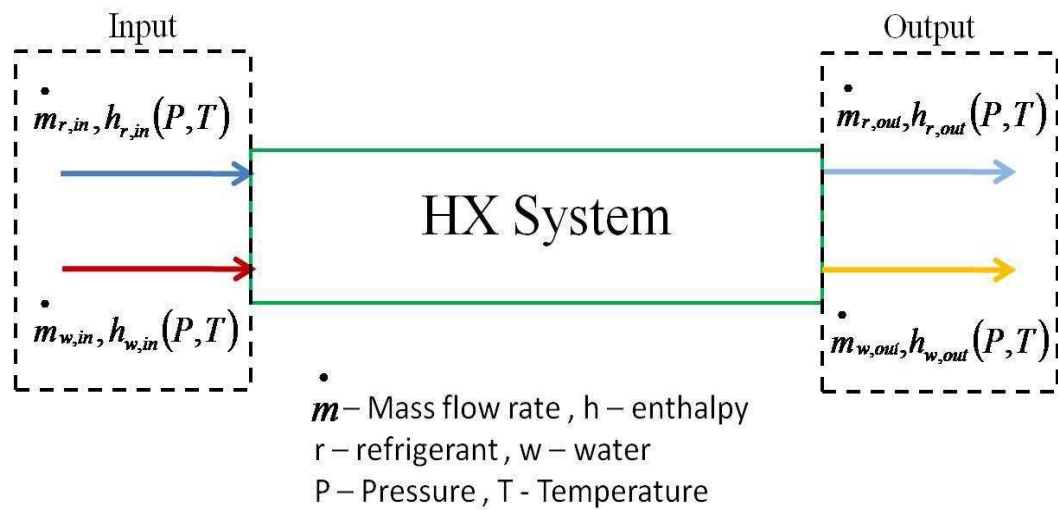 Input
Output
ṁr,in,hr,in(P,T)
ṁr,out,hr,out(P,T)
HX System
ṁw,in,hw,in(P,T)
ṁw,out,hw,out(P,T)
ṁ – Mass flow rate , h – enthalpy
r – refrigerant , w – water
P – Pressure , T - Temperature